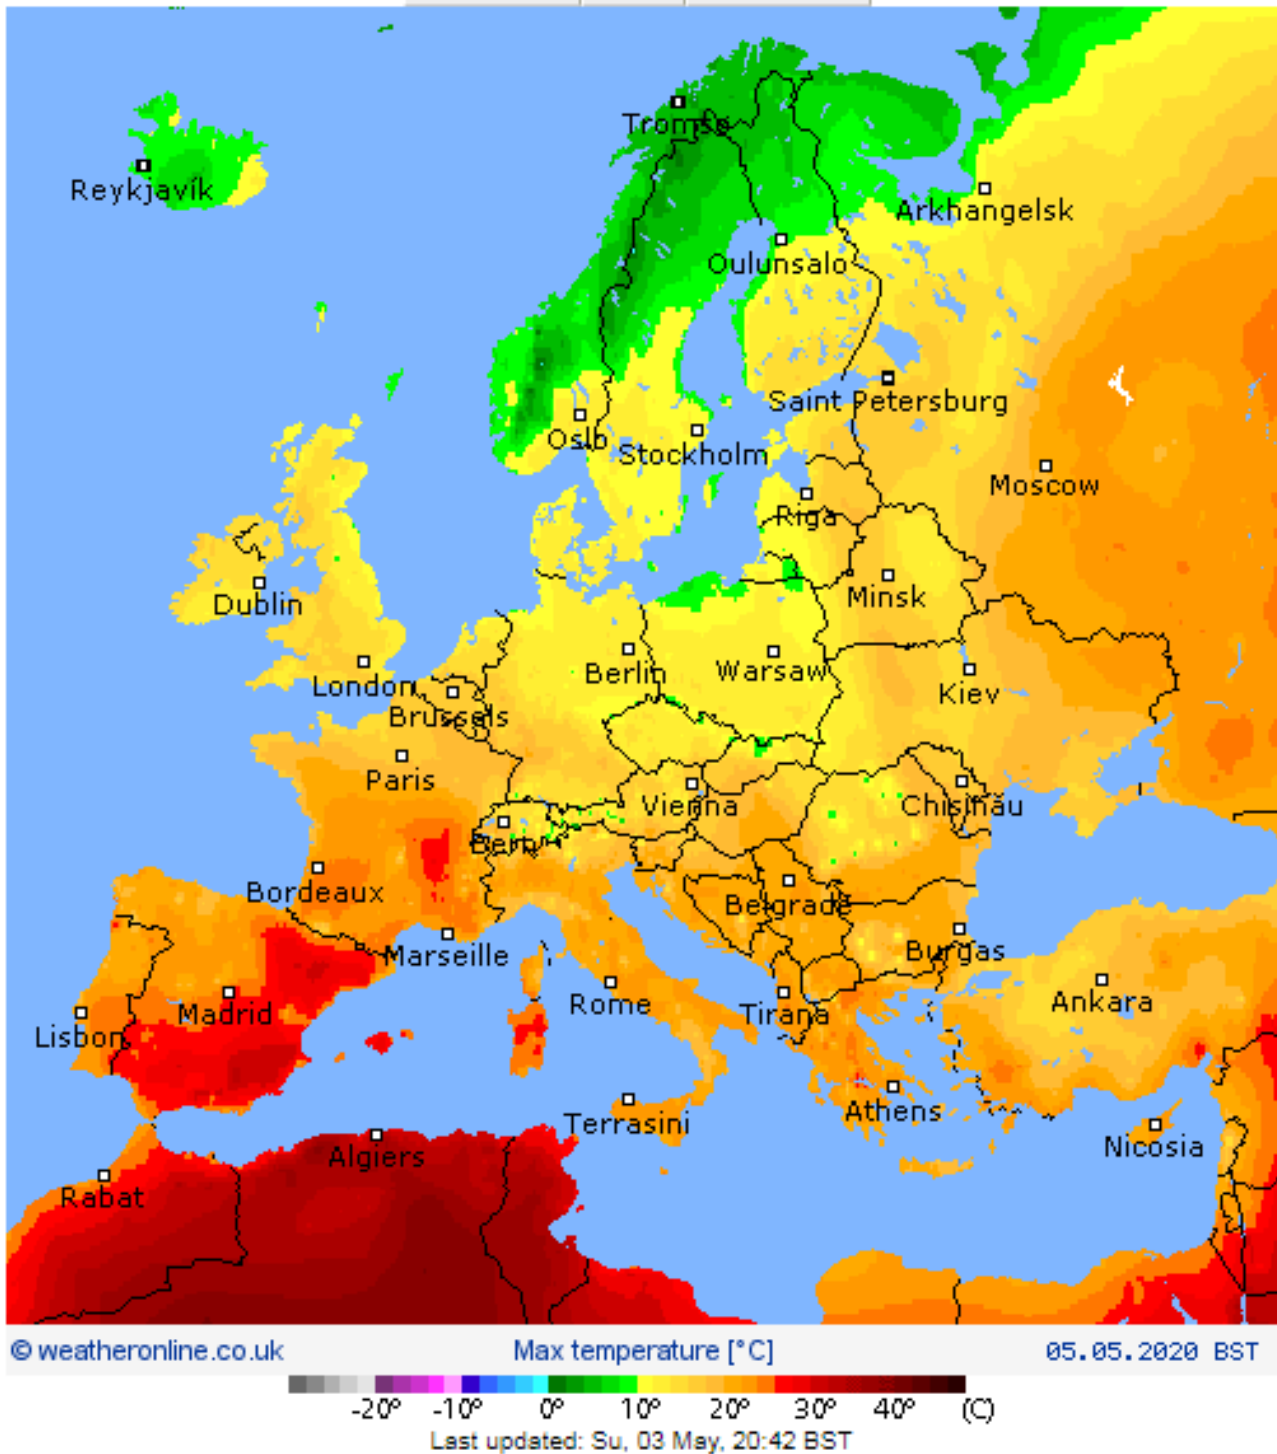 Tromsø
Reykjavík
Arkhangelsk
Oulunsalo
Saint Petersburg
Oslo
Stockholm
Moscow
Riga
Dublin
Minsk
London
Berlin
Warsaw
Kiev
Brussels
Paris
Vienna
Chisinău
Bern
Bordeaux
Belgrade
Marseille
Burgas
Madrid
Rome
Tirana
Ankara
Lisbon
Terrasini
Athens
Nicosia
Algiers
Rabat
© weatheronline.co.uk Max temperature [°C] 05.05.2020 BST
-20° -10° 0° 10° 20° 30° 40° (C)
Last updated: Su, 03 May, 20:42 BST